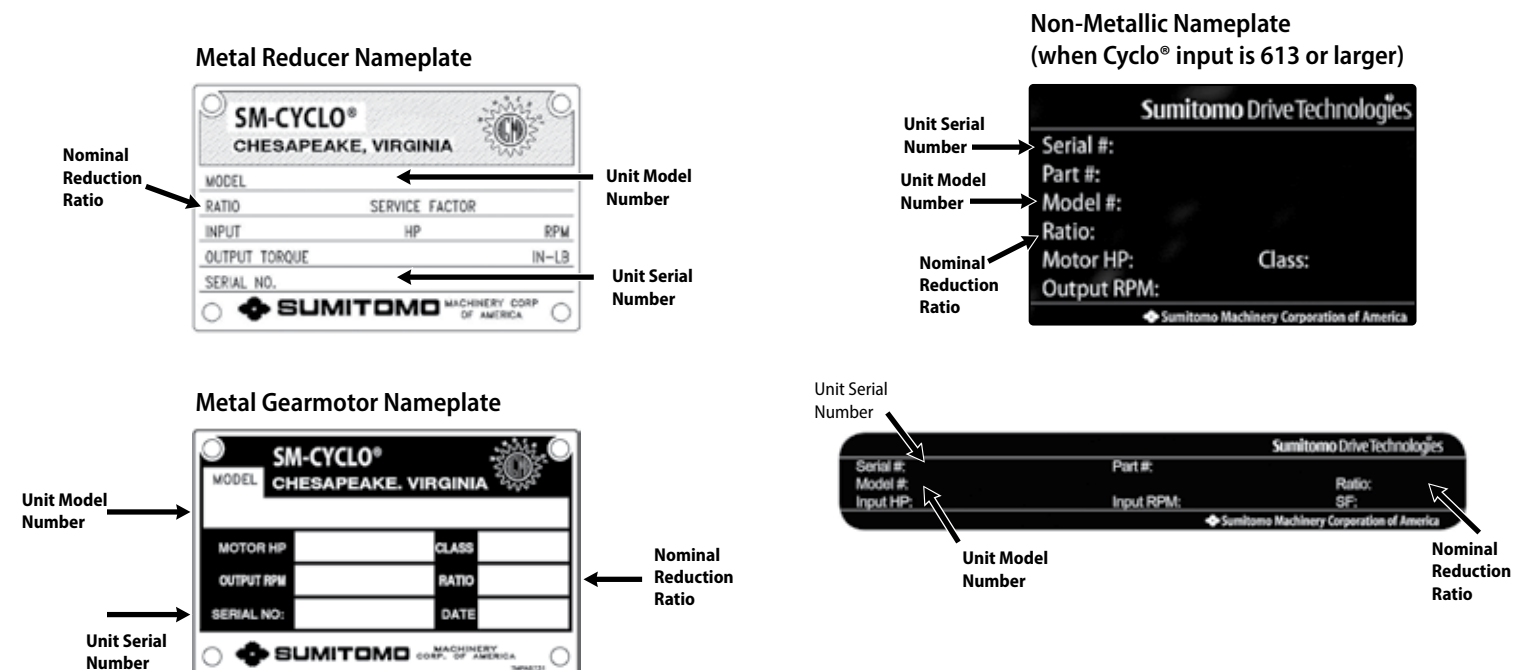 Metal Reducer Nameplate
SM-CYCLO®
CHESAPEAKE, VIRGINIA
MODEL
RATIO SERVICE FACTOR
INPUT HP RPM
OUTPUT TORQUE IN-LB
SERIAL NO.
SUMITOMO MACHINERY CORP
OF AMERICA
Nominal
Reduction
Ratio
Unit Model
Number
Unit Serial
Number
Non-Metallic Nameplate
(when Cyclo® input is 613 or larger)
Sumitomo Drive Technologies
Serial #:
Part #:
Model #:
Ratio:
Motor HP: Class:
Output RPM:
Sumitomo Machinery Corporation of America
Unit Serial
Number
Unit Model
Number
Nominal
Reduction
Ratio
Metal Gearmotor Nameplate
SM-CYCLO®
MODEL CHESAPEAKE. VIRGINIA
MOTOR HP CLASS
OUTPUT RPM RATIO
SERIAL NO: DATE
SUMITOMO MACHINERY
CORP. OF AMERICA
Unit Model
Number
Unit Serial
Number
Nominal
Reduction
Ratio
Unit Serial
Number
Sumitomo Drive Technologies
Serial #: Part #:
Model #: Ratio:
Input HP: Input RPM: SF:
Sumitomo Machinery Corporation of America
Unit Model
Number
Nominal
Reduction
Ratio